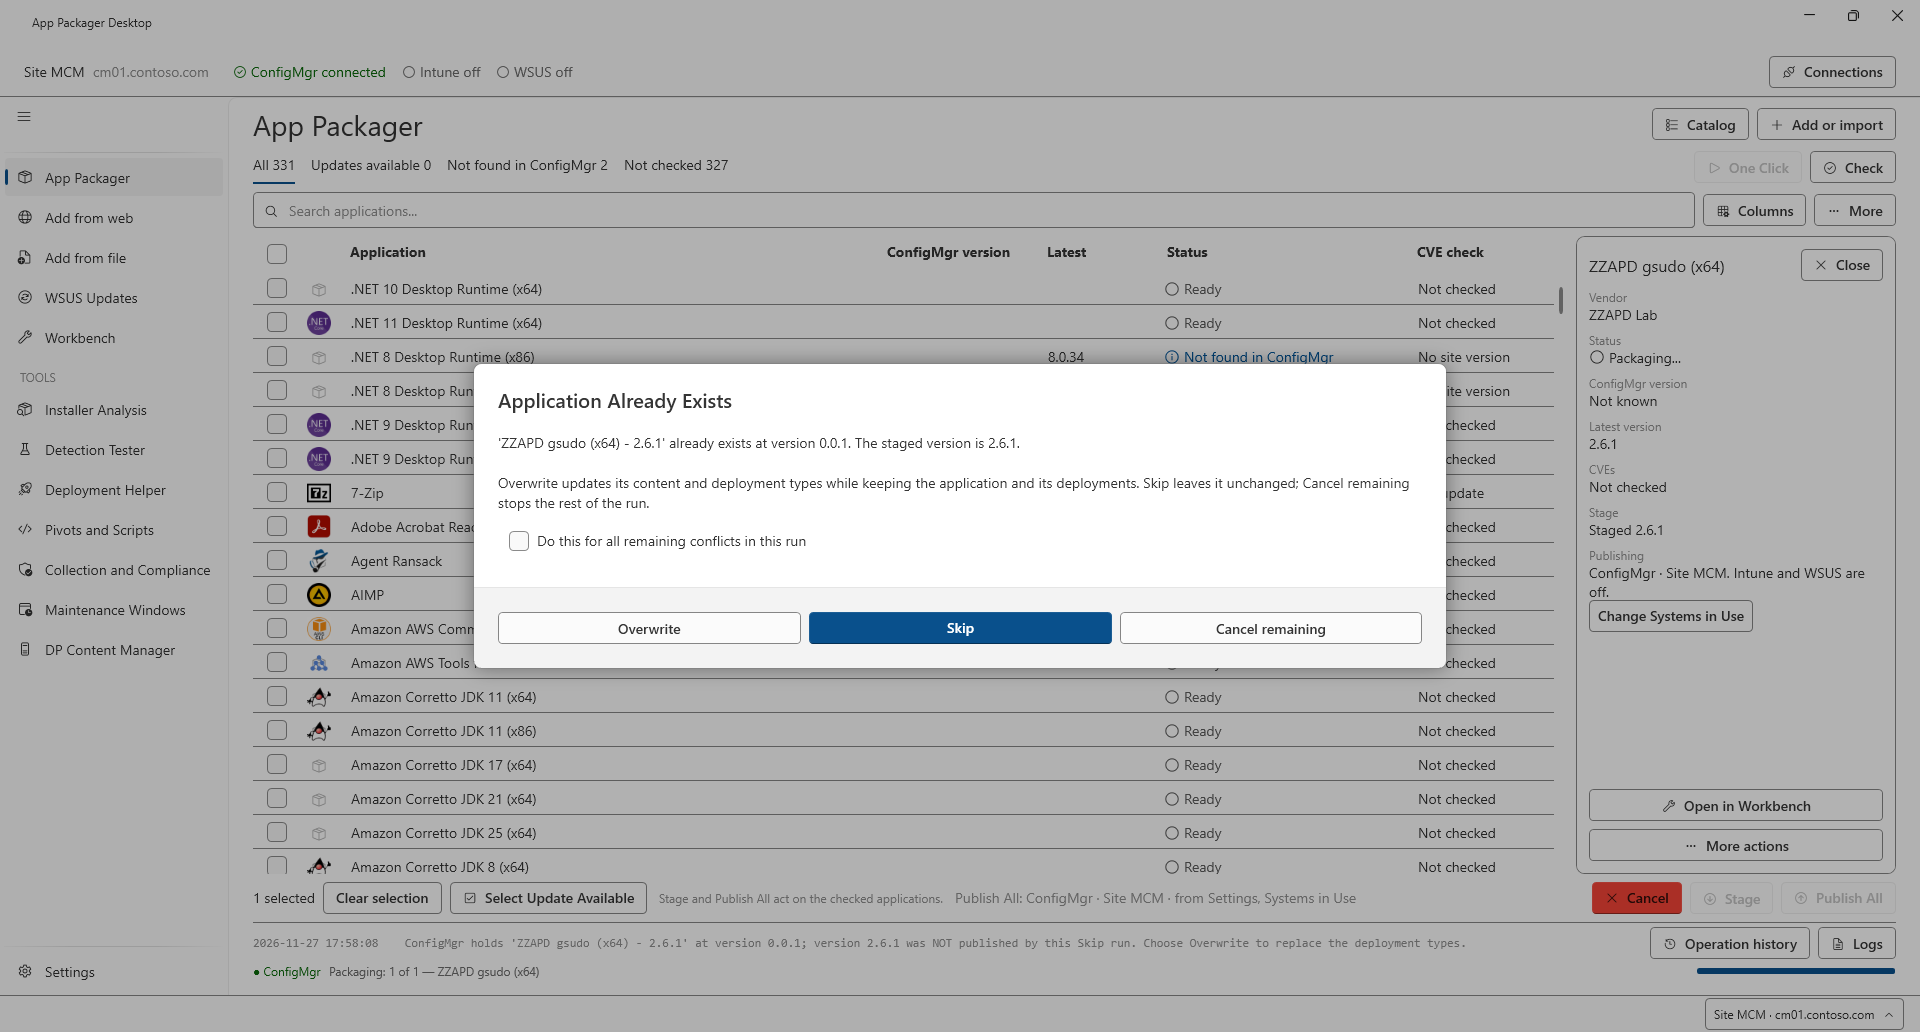 App Packager Desktop
Site MCM cm01.contoso.com ConfigMgr connected Intune off WSUS off Connections
App Packager
Add from web
Add from file
WSUS Updates
Workbench
TOOLS
Installer Analysis
Detection Tester
Deployment Helper
Pivots and Scripts
Collection and Compliance
Maintenance Windows
DP Content Manager
Settings
App Packager
Catalog Add or import
All 331 Updates available 0 Not found in ConfigMgr 2 Not checked 327
One Click Check
Search applications...
Columns More
Application ConfigMgr version Latest Status CVE check
.NET 10 Desktop Runtime (x64) Ready Not checked
.NET 11 Desktop Runtime (x64) Ready Not checked
.NET 8 Desktop Runtime (x86) 8.0.34 Not found in ConfigMgr No site version
.NET 8 Desktop Run site version
.NET 9 Desktop Run checked
.NET 9 Desktop Run checked
7-Zip
Adobe Acrobat Rea checked
Agent Ransack checked
AIMP checked
Amazon AWS Comm checked
Amazon AWS Tools checked
Amazon Corretto JDK 11 (x64) Ready Not checked
Amazon Corretto JDK 11 (x86) Ready Not checked
Amazon Corretto JDK 17 (x64) Ready Not checked
Amazon Corretto JDK 21 (x64) Ready Not checked
Amazon Corretto JDK 25 (x64) Ready Not checked
Amazon Corretto JDK 8 (x64) Ready Not checked
Application Already Exists
'ZZAPD gsudo (x64) - 2.6.1' already exists at version 0.0.1. The staged version is 2.6.1.
Overwrite updates its content and deployment types while keeping the application and its deployments. Skip leaves it unchanged; Cancel remaining
stops the rest of the run.
Do this for all remaining conflicts in this run
Overwrite Skip Cancel remaining
ZZAPD gsudo (x64) Close
Vendor
ZZAPD Lab
Status
Packaging...
ConfigMgr version
Not known
Latest version
2.6.1
CVEs
Not checked
Stage
Staged 2.6.1
Publishing
ConfigMgr · Site MCM. Intune and WSUS are
off.
Change Systems in Use
Open in Workbench
More actions
1 selected Clear selection Select Update Available Stage and Publish All act on the checked applications. Publish All: ConfigMgr · Site MCM · from Settings, Systems in Use Cancel Stage Publish All
2026-11-27 17:58:08 ConfigMgr holds 'ZZAPD gsudo (x64) - 2.6.1' at version 0.0.1; version 2.6.1 was NOT published by this Skip run. Choose Overwrite to replace the deployment types.
Operation history Logs
ConfigMgr Packaging: 1 of 1 — ZZAPD gsudo (x64)
Site MCM · cm01.contoso.com